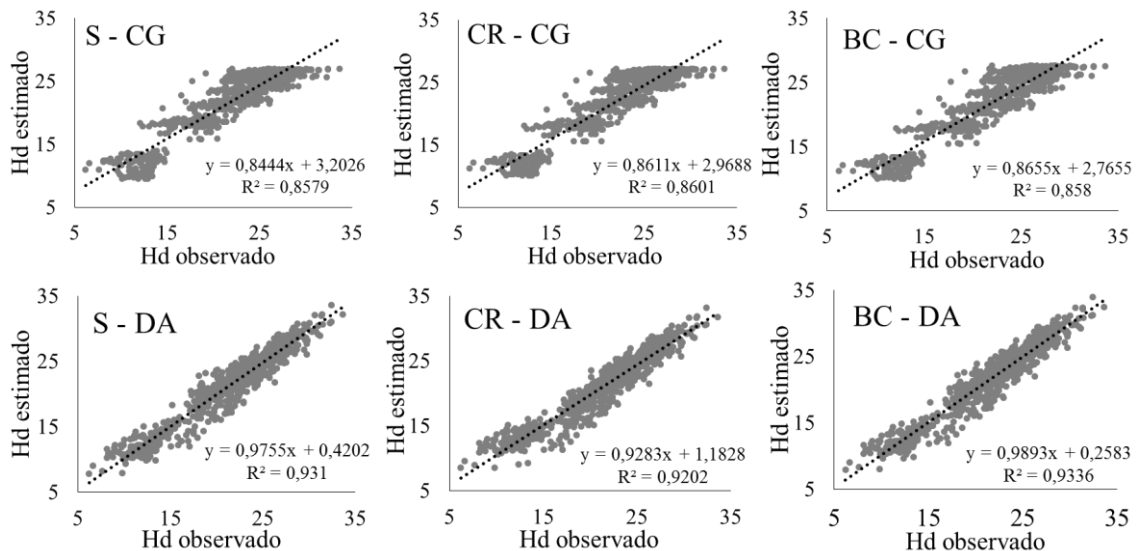 S - CG
35
25
15
5
Hd estimado
y = 0,8444x + 3,2026
R² = 0,8579
5 15 25 35
Hd observado
CR - CG
35
25
15
5
Hd estimado
y = 0,8611x + 2,9688
R² = 0,8601
5 15 25 35
Hd observado
BC - CG
35
25
15
5
Hd estimado
y = 0,8655x + 2,7655
R² = 0,858
5 15 25 35
Hd observado
S - DA
35
25
15
5
Hd estimado
y = 0,9755x + 0,4202
R² = 0,931
5 15 25 35
Hd observado
CR - DA
35
25
15
5
Hd estimado
y = 0,9283x + 1,1828
R² = 0,9202
5 15 25 35
Hd observado
BC - DA
35
25
15
5
Hd estimado
y = 0,9893x + 0,2583
R² = 0,9336
5 15 25 35
Hd observado